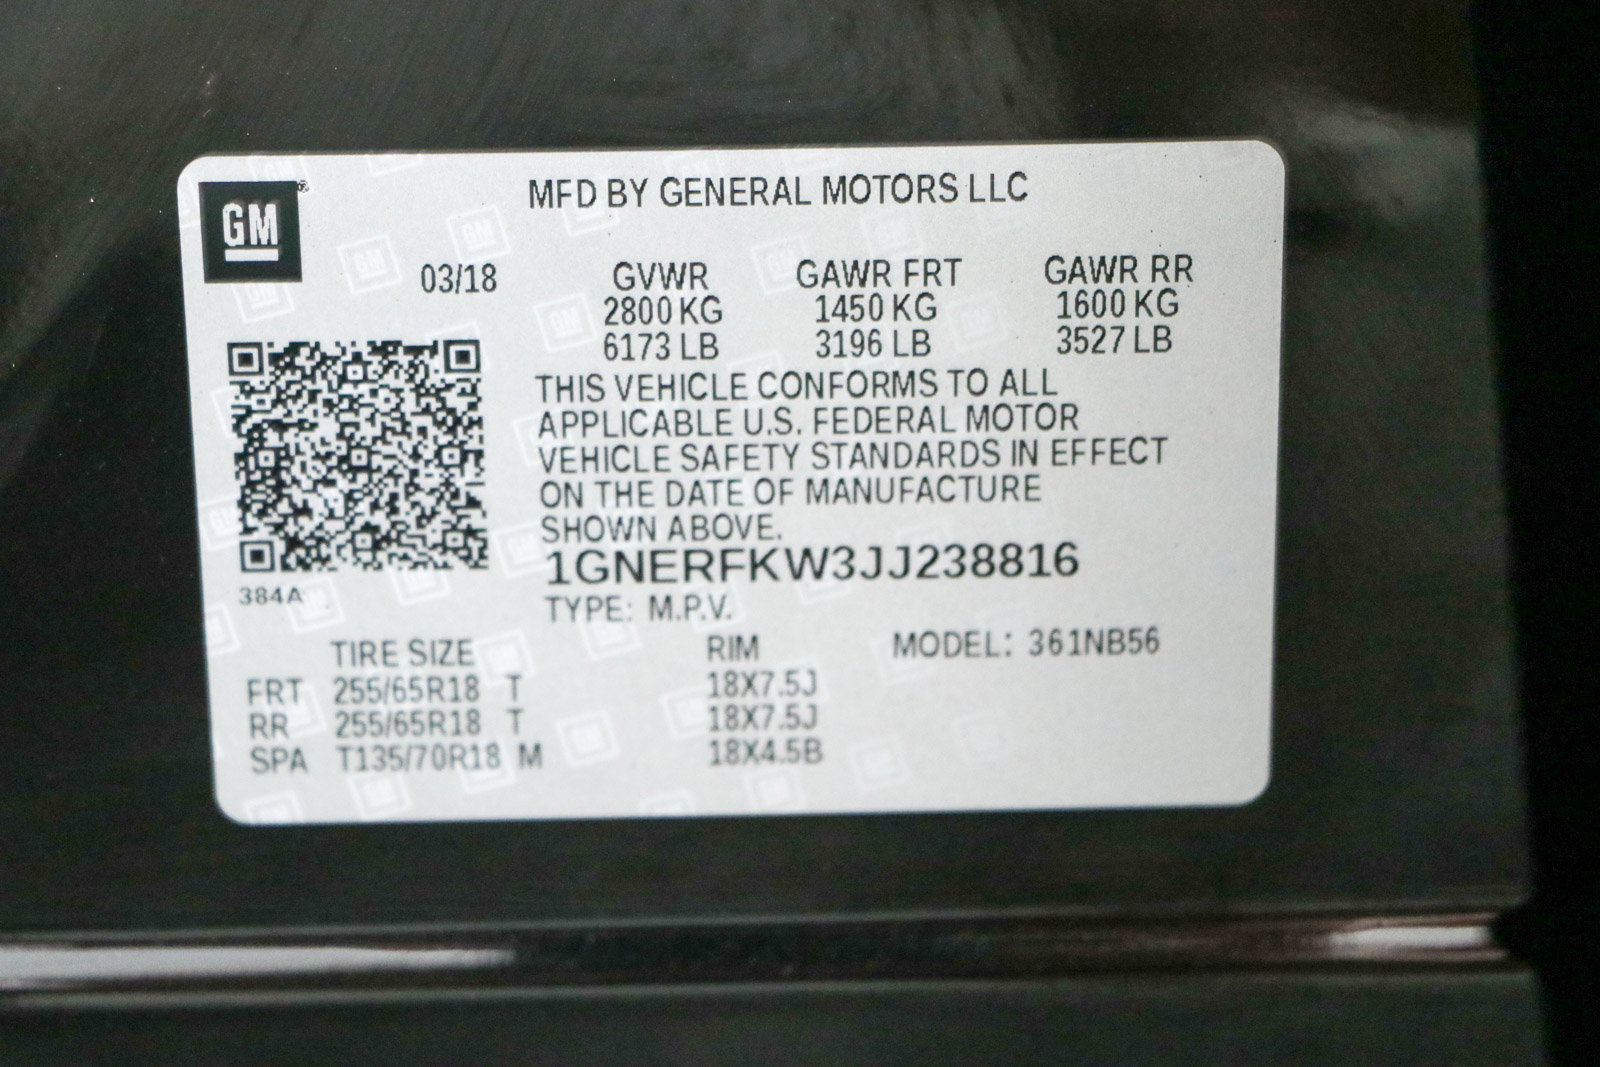 GM
MFD BY GENERAL MOTORS LLC
03/18 GVWR GAWR FRT GAWR RR
2800 KG 1450 KG 1600 KG
6173 LB 3196 LB 3527 LB
THIS VEHICLE CONFORMS TO ALL
APPLICABLE U.S. FEDERAL MOTOR
VEHICLE SAFETY STANDARDS IN EFFECT
ON THE DATE OF MANUFACTURE
SHOWN ABOVE.
1GNERFKW3JJ238816
384A
TYPE: M.P.V.
TIRE SIZE RIM MODEL: 361NB56
FRT 255/65R18 T 18X7.5J
RR 255/65R18 T 18X7.5J
SPA T135/70R18 M 18X4.5B